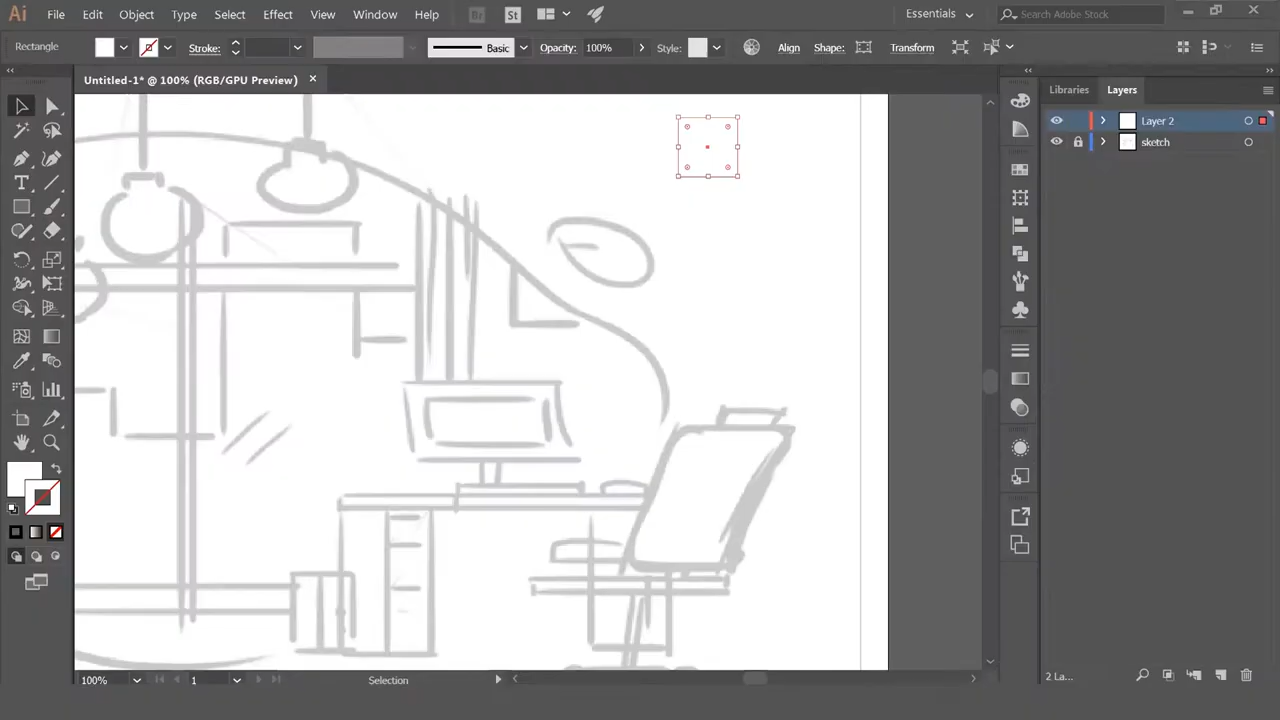 Ai File Edit Object Type Select Effect View Window Help Br St Essentials Search Adobe Stock
Rectangle Stroke: Basic Opacity: 100% Style: Align Shape: Transform
Untitled-1* @ 100% (RGB/GPU Preview)
Libraries Layers
Layer 2
sketch
2 La...
100% 1 Selection